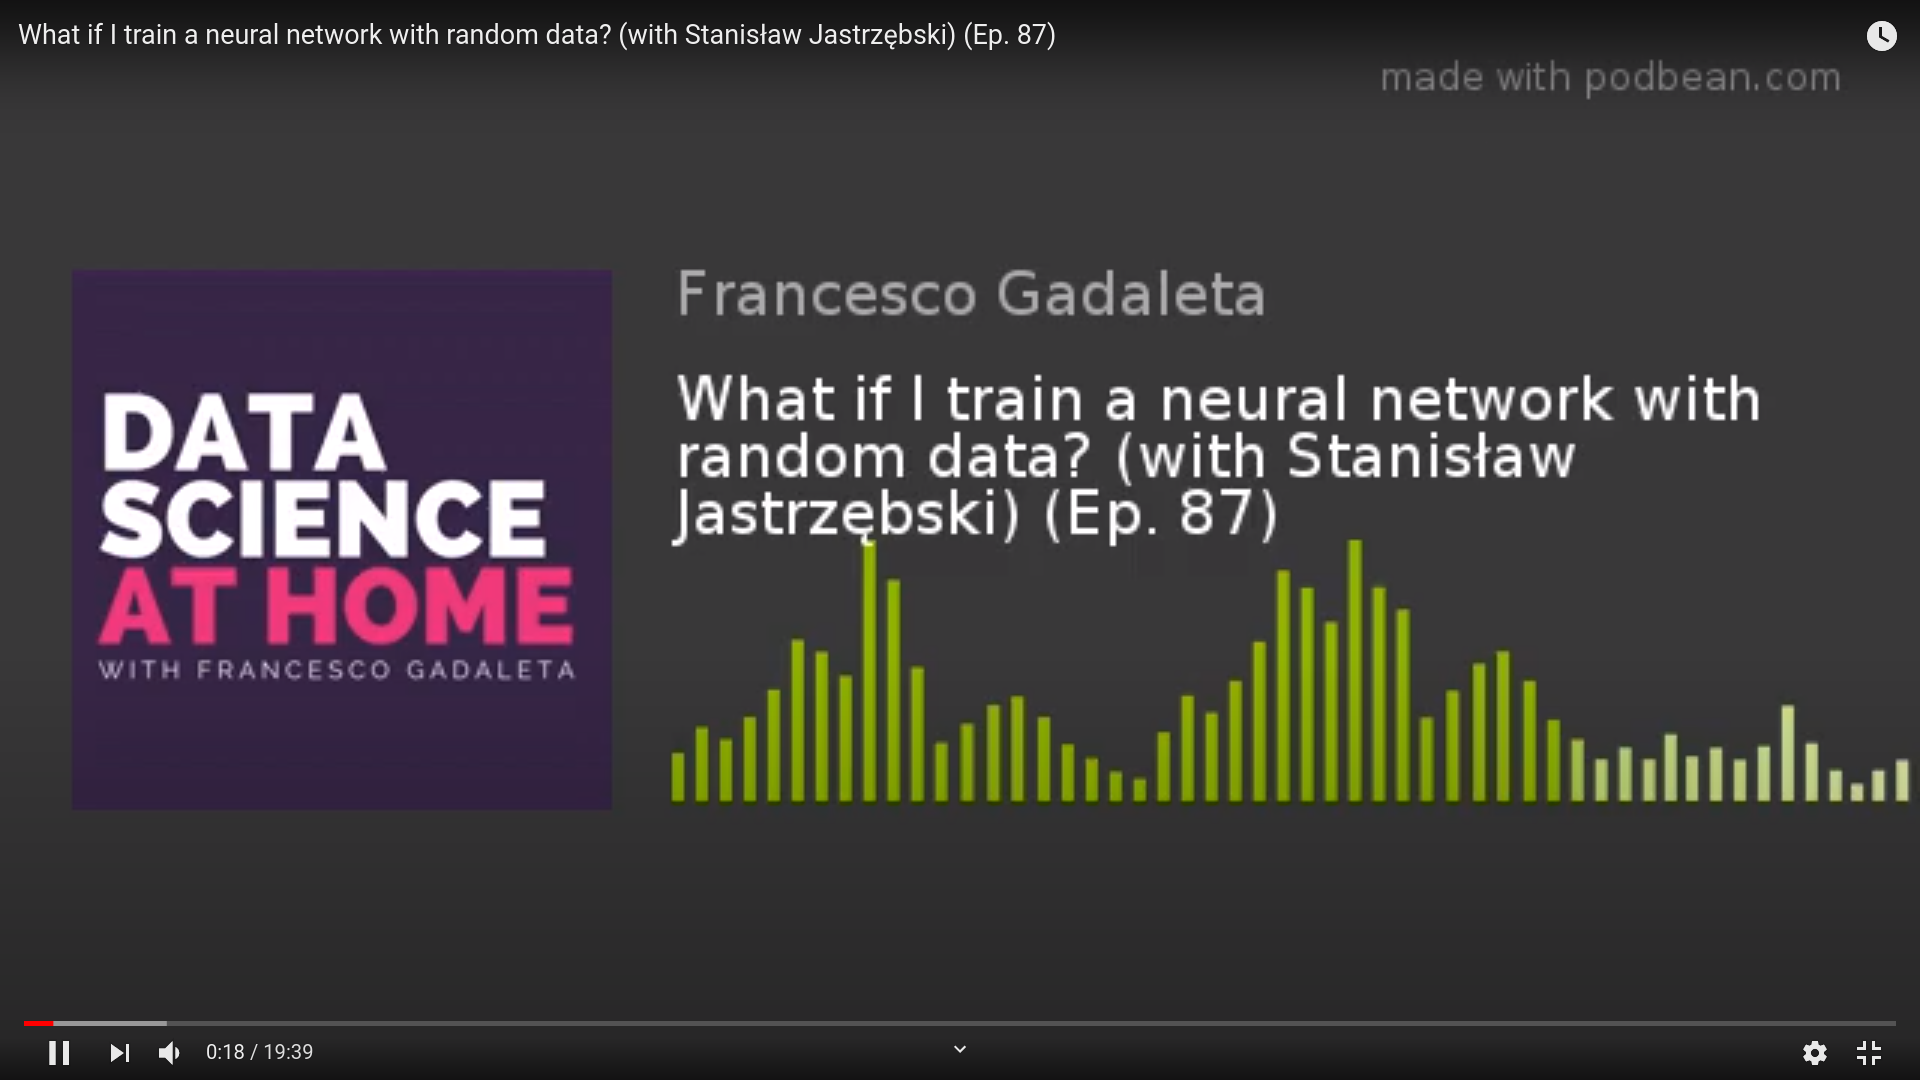 What if I train a neural network with random data? (with Stanisław Jastrzębski) (Ep. 87)
made with podbean.com
DATA
SCIENCE
AT HOME
WITH FRANCESCO GADALETA
Francesco Gadaleta
What if I train a neural network with
random data? (with Stanisław
Jastrzębski) (Ep. 87)
0:18 / 19:39